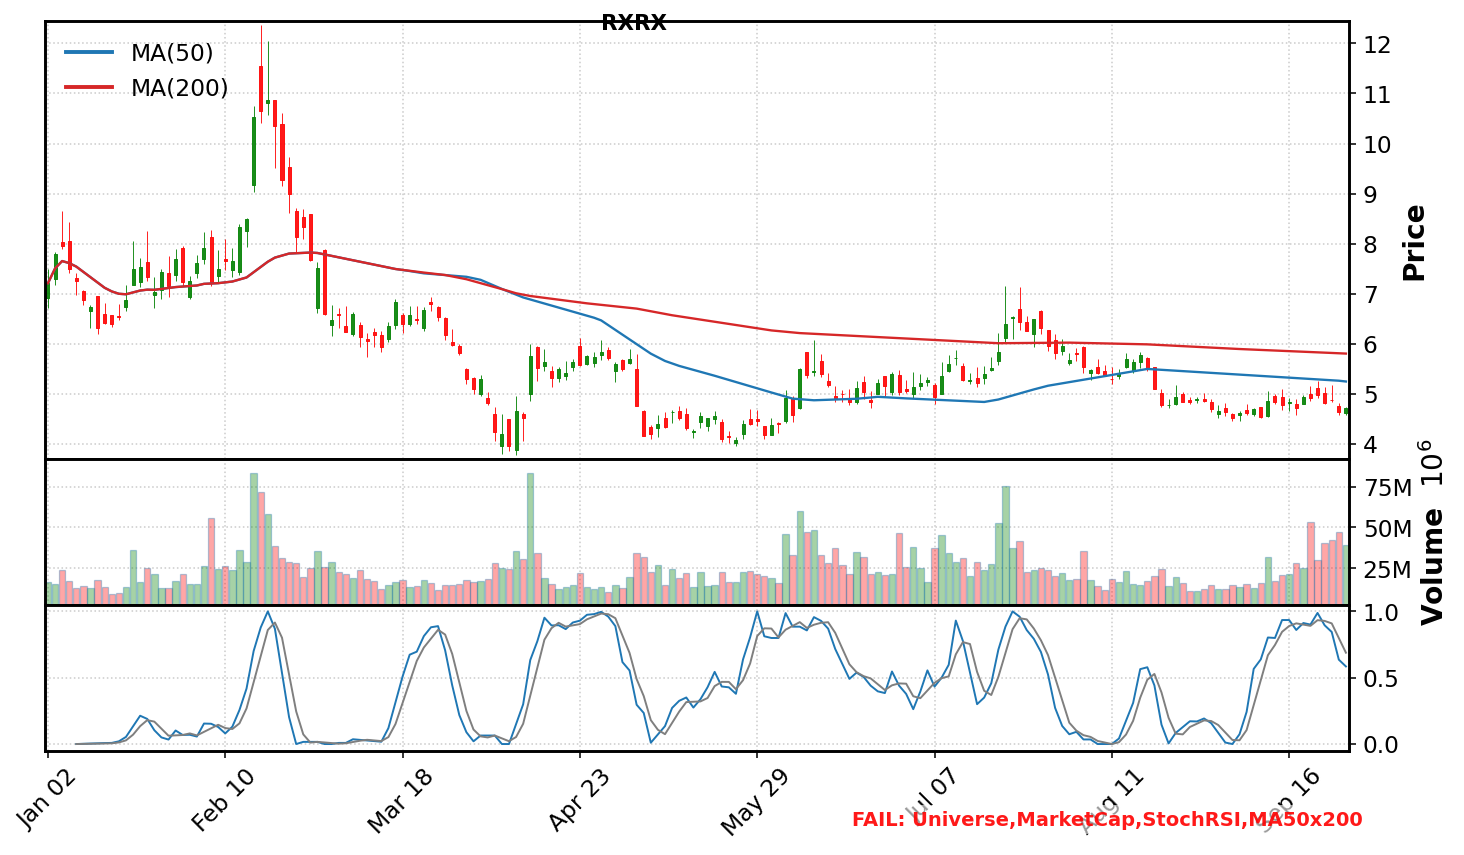 RXRX
MA(50)
MA(200)
12
11
10
9
8
7
6
5
4
Price
75M
50M
25M
Volume 10^6
1.0
0.5
0.0
Jan 02
Feb 10
Mar 18
Apr 23
May 29
Jul 07
Aug 11
Sep 16
FAIL: Universe,MarketCap,StochRSI,MA50x200